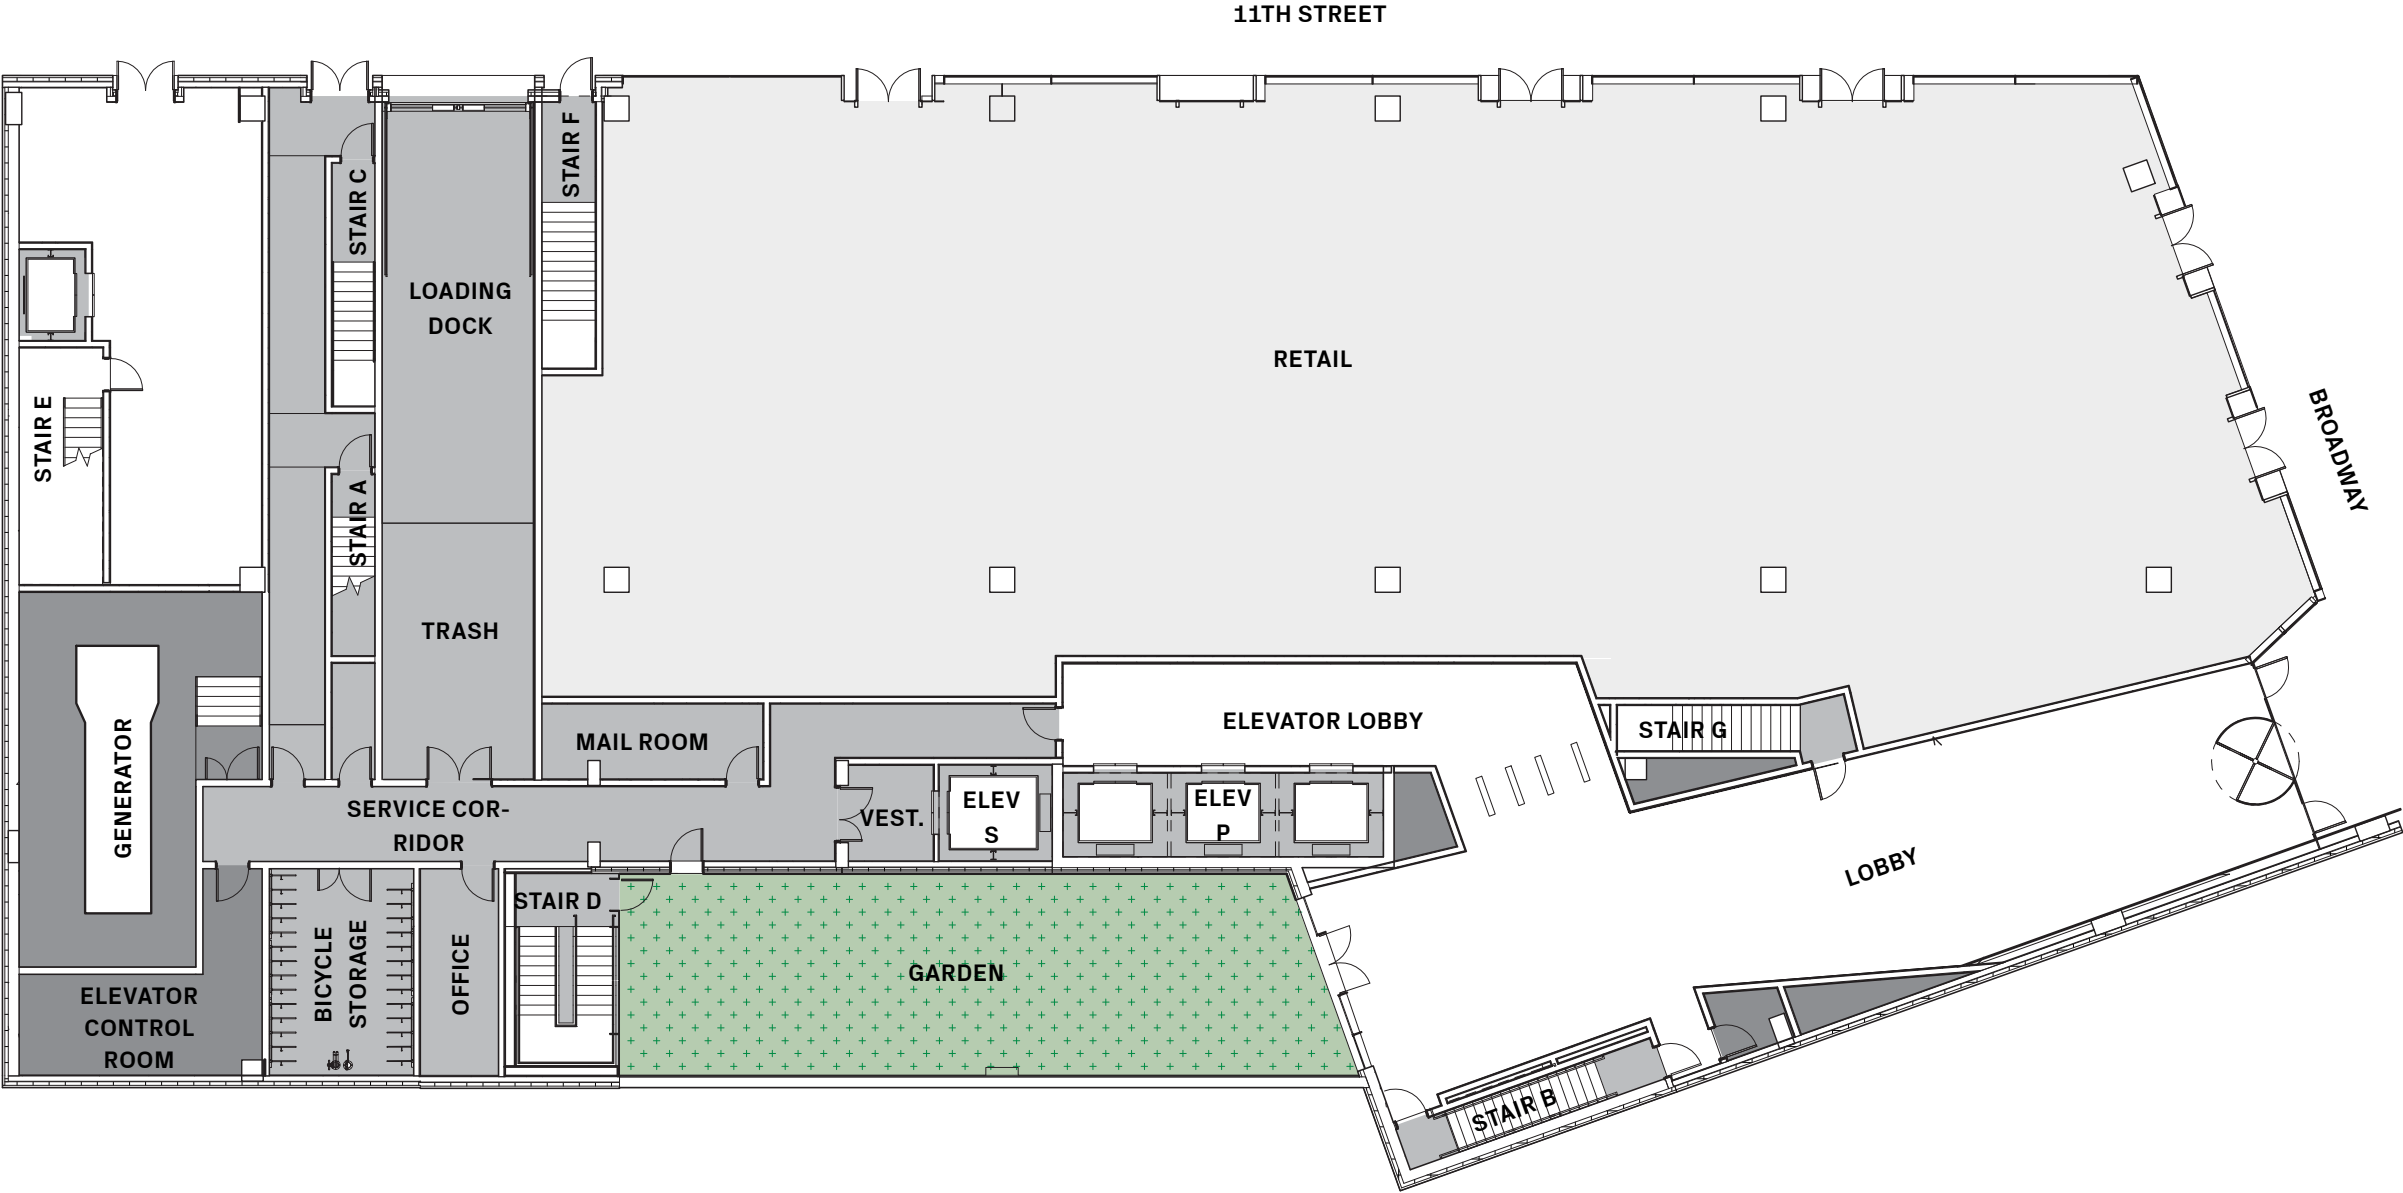 11TH STREET
STAIR F
STAIR C
LOADING
DOCK
RETAIL
BROADWAY
STAIR E
STAIR A
TRASH
MAIL ROOM
ELEVATOR LOBBY
STAIR G
GENERATOR
SERVICE COR-
RIDOR
VEST.
ELEV
S
ELEV
P
LOBBY
STAIR D
BICYCLE
STORAGE
OFFICE
GARDEN
ELEVATOR
CONTROL
ROOM
STAIR B